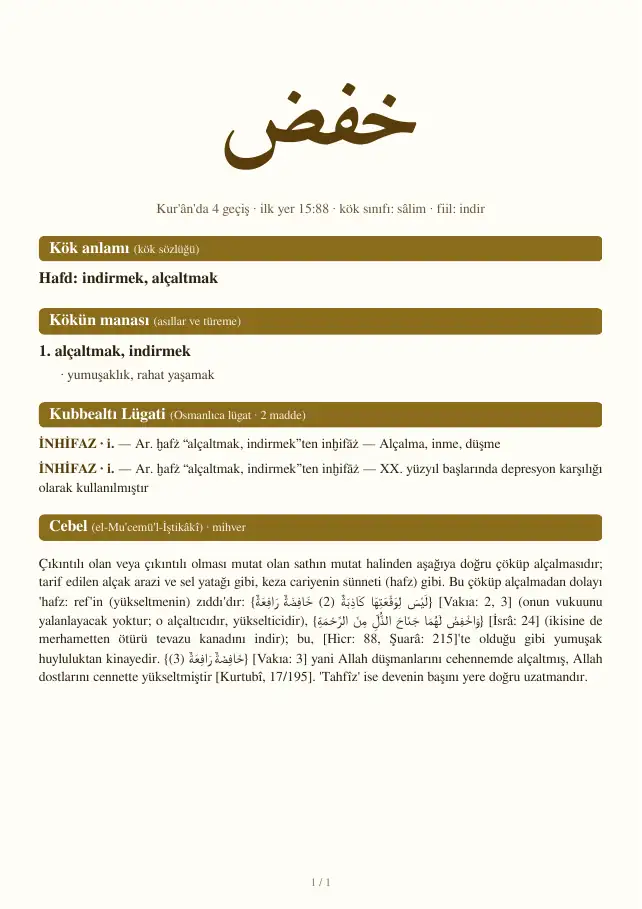 خفض
Kur'ân'da 4 geçiş · ilk yer 15:88 · kök sınıfı: sâlim · fiil: indir
Kök anlamı (kök sözlüğü)
Hafd: indirmek, alçaltmak
Kökün manası (asıllar ve türeme)
1. alçaltmak, indirmek
· yumuşaklık, rahat yaşamak
Kubbealtı Lügati (Osmanlıca lügat · 2 madde)
İNHİFAZ · i. — Ar. ḫafż “alçaltmak, indirmek”ten inḫifāż — Alçalma, inme, düşme
İNHİFAZ · i. — Ar. ḫafż “alçaltmak, indirmek”ten inḫifāż — XX. yüzyıl başlarında depresyon karşılığı
olarak kullanılmıştır
Cebel (el-Mu'cemü'l-İştikâkî) · mihver
Çıkıntılı olan veya çıkıntılı olması mutat olan sathın mutat halinden aşağıya doğru çöküp alçalmasıdır;
tarif edilen alçak arazi ve sel yatağı gibi, keza cariyenin sünneti (hafz) gibi. Bu çöküp alçalmadan dolayı
'hafz: ref'in (yükseltmenin) zıddı'dır: {لَيْسَ لِوَقْعَتِهَا كَاذِبَةٌ (2) خَافِضَةٌ رَافِعَةٌ} [Vakıa: 2, 3] (onun vukuunu
yalanlayacak yoktur; o alçaltıcıdır, yükselticidir), {وَاخْفِضْ لَهُمَا جَنَاحَ الذُّلِّ مِنَ الرَّحْمَةِ} [İsrâ: 24] (ikisine de
merhametten ötürü tevazu kanadını indir); bu, [Hicr: 88, Şuarâ: 215]'te olduğu gibi yumuşak
huyluluktan kinayedir. {خَافِضَةٌ رَافِعَةٌ (3)} [Vakıa: 3] yani Allah düşmanlarını cehennemde alçaltmış, Allah
dostlarını cennette yükseltmiştir [Kurtubî, 17/195]. 'Tahfîz' ise devenin başını yere doğru uzatmandır.
1 / 1